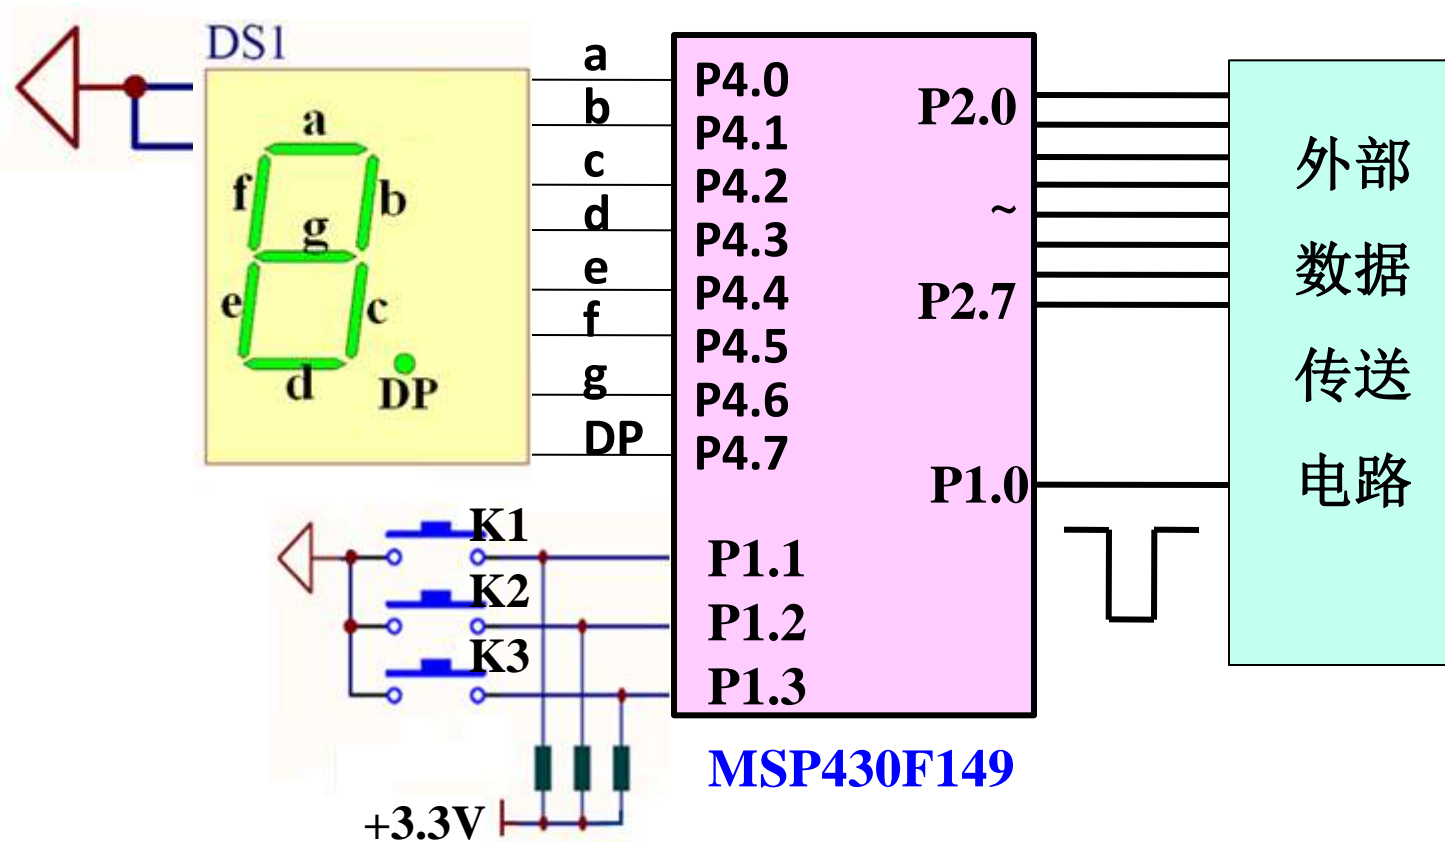 DS1
a
b
c
d
e
f
g
DP
a
b
c
d
e
f
g
DP
P4.0
P4.1
P4.2
P4.3
P4.4
P4.5
P4.6
P4.7
P2.0
~
P2.7
P1.0
P1.1
P1.2
P1.3
K1
K2
K3
+3.3V
MSP430F149
外部
数据
传送
电路